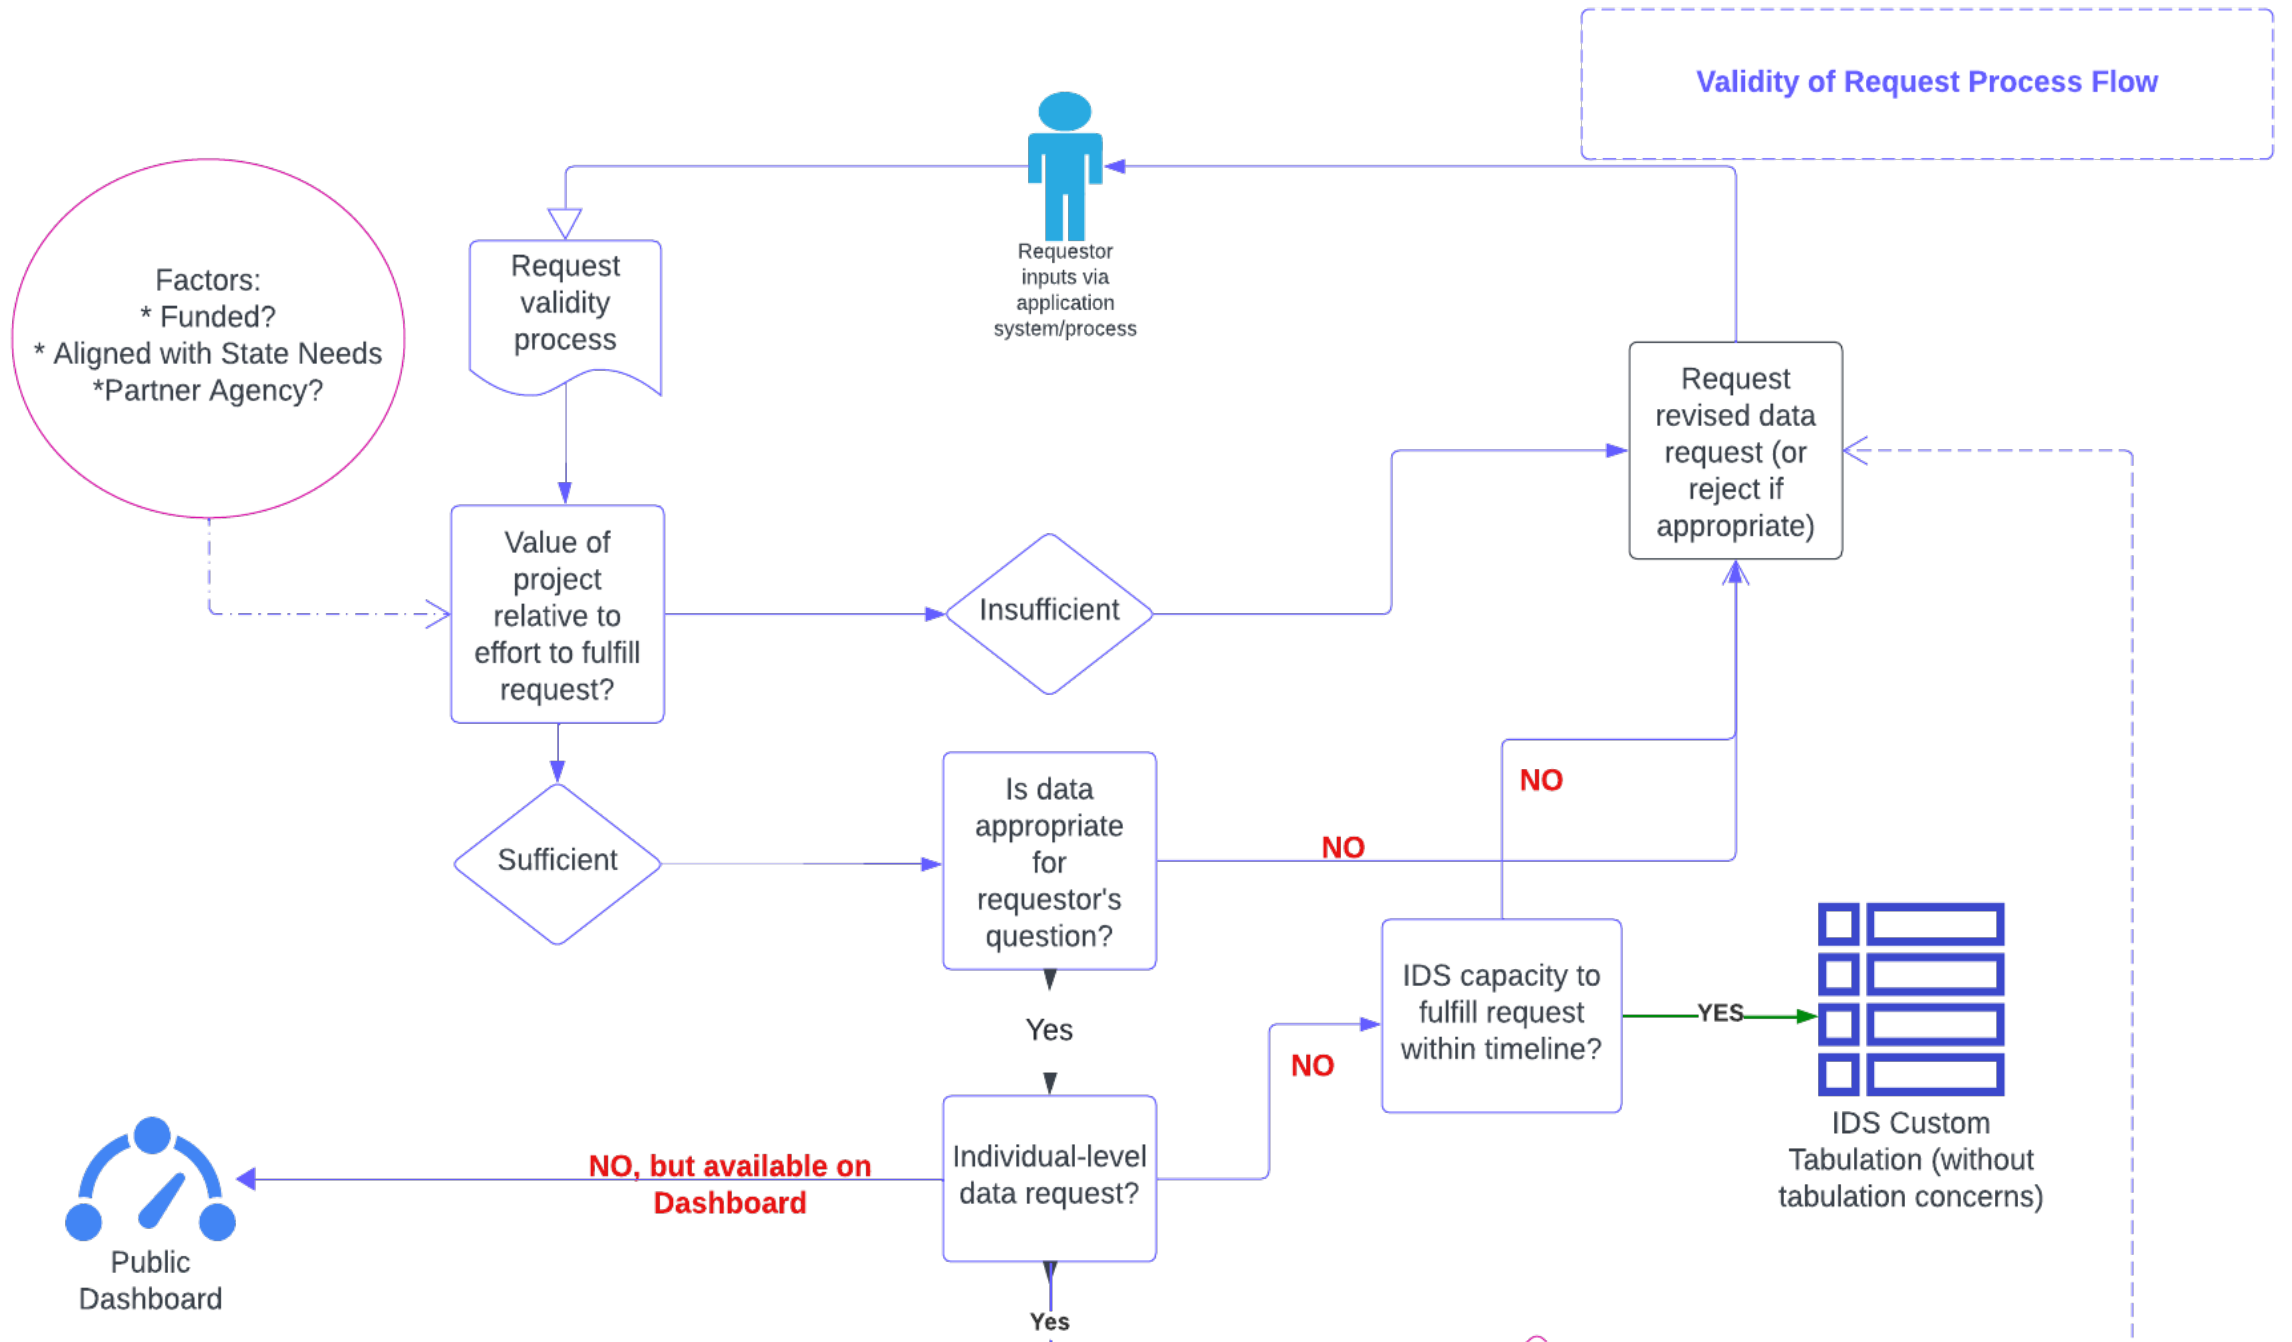 Validity of Request Process Flow
Requestor
inputs via
application
system/process
Request
validity
process
Factors:
* Funded?
* Aligned with State Needs
*Partner Agency?
Request
revised data
request (or
reject if
appropriate)
Value of
project
relative to
effort to fulfill
request?
Insufficient
Sufficient
Is data
appropriate
for
requestor's
question?
NO
NO
Yes
IDS capacity to
fulfill request
within timeline?
YES
NO
IDS Custom
Tabulation (without
tabulation concerns)
Individual-level
data request?
NO, but available on
Dashboard
Public
Dashboard
Yes